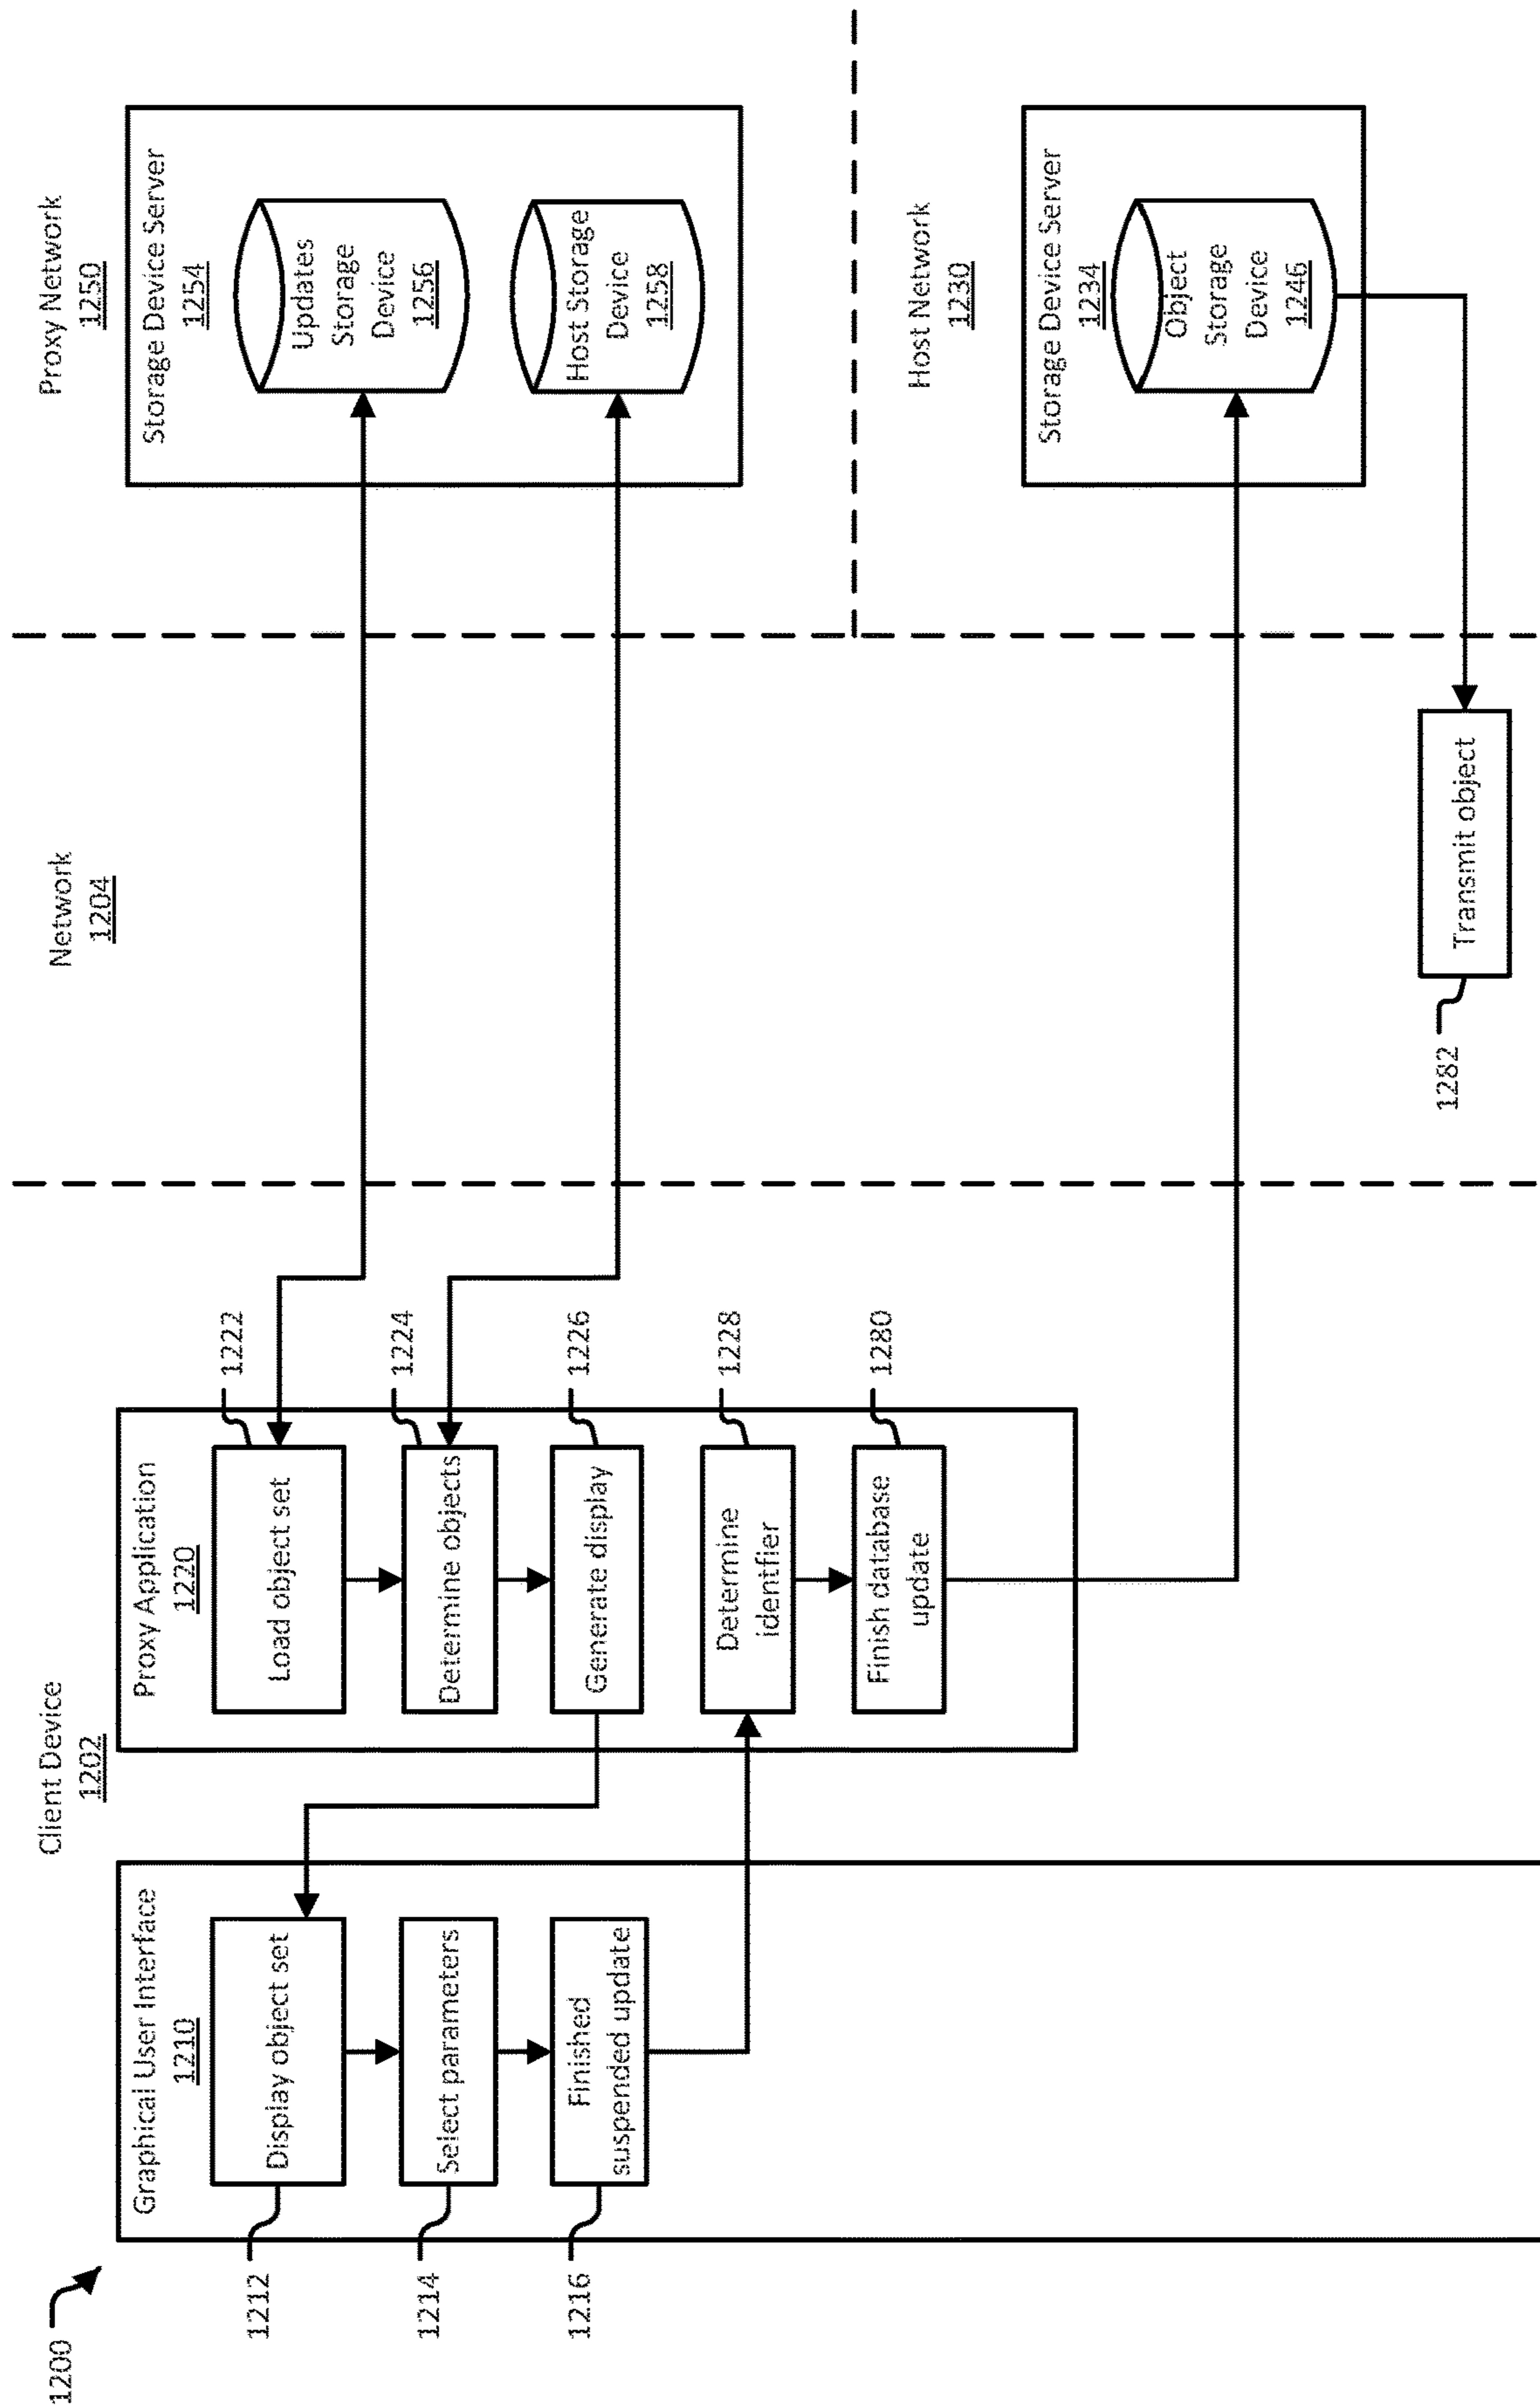 1200
Client Device
1202
Network
1204
Proxy Network
1250
Graphical User Interface
1210
Display object set
1212
Select parameters
1214
Finished
suspended update
1216
Proxy Application
1220
Load object set
1222
Determine objects
1224
Generate display
1226
Determine
identfier
1228
Finish database
update
1280
Storage Device Server
1254
Updates
Storage
Device
1256
Host Storage
Device
1258
Host Network
1230
Storage Device Server
1234
Object
Storage
Device
1246
Transmit object
1282